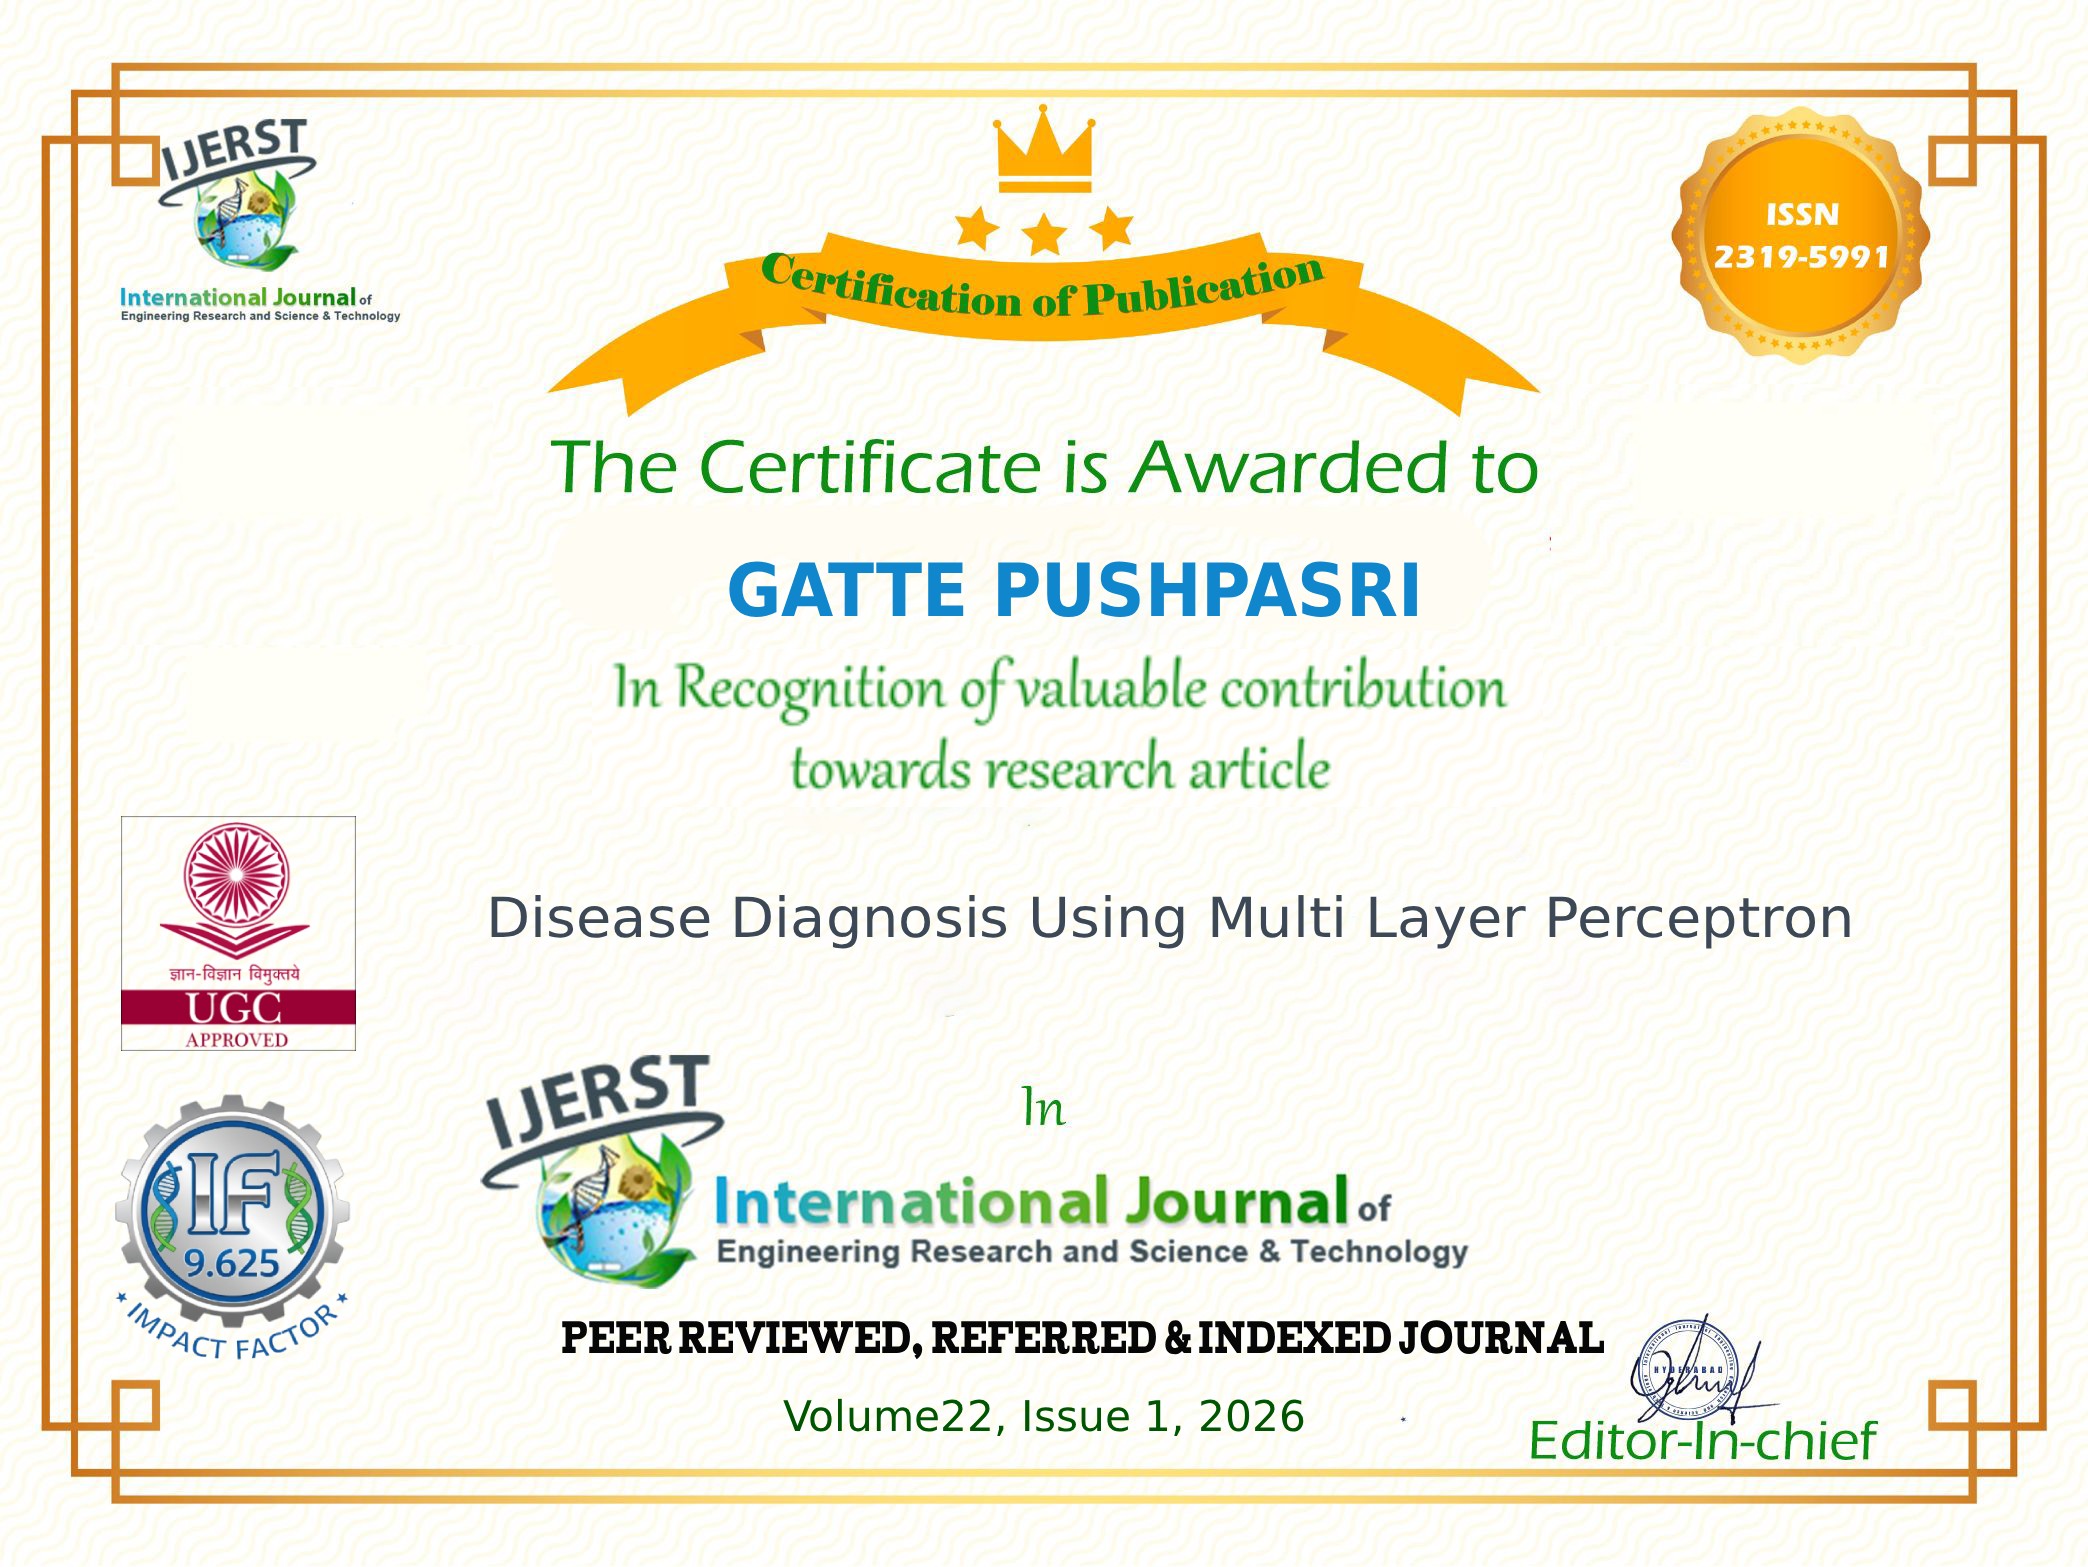 IJERST
International Journal of
Engineering Research and Science & Technology
Certification of Publication
ISSN
2319-5991
The Certificate is Awarded to
GATTE PUSHPASRI
In Recognition of valuable contribution
towards research article
Disease Diagnosis Using Multi Layer Perceptron
ज्ञान-विज्ञान विमुक्तये
UGC
APPROVED
In
IJERST
International Journal of
Engineering Research and Science & Technology
IF
9.625
IMPACT FACTOR
PEER REVIEWED, REFERRED & INDEXED JOURNAL
Volume22, Issue 1, 2026
HYDERABAD
Editor-In-chief